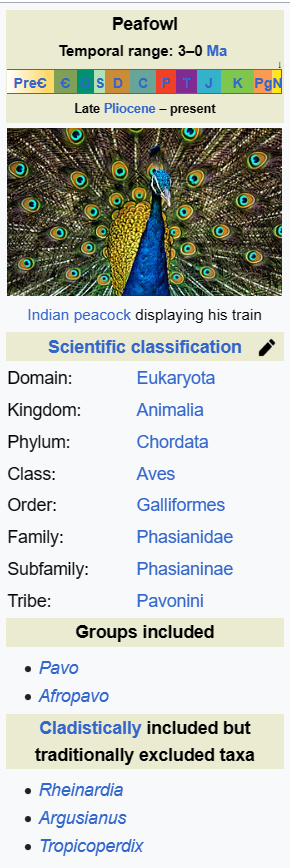 Peafowl
Temporal range: 3–0 Ma
↓
PreꞒ Ꞓ O S D C P T J K PgN
Late Pliocene – present
Indian peacock displaying his train
Scientific classification
Domain: Eukaryota
Kingdom: Animalia
Phylum: Chordata
Class: Aves
Order: Galliformes
Family: Phasianidae
Subfamily: Phasianinae
Tribe: Pavonini
Groups included
• Pavo
• Afropavo
Cladistically included but
traditionally excluded taxa
• Rheinardia
• Argusianus
• Tropicoperdix